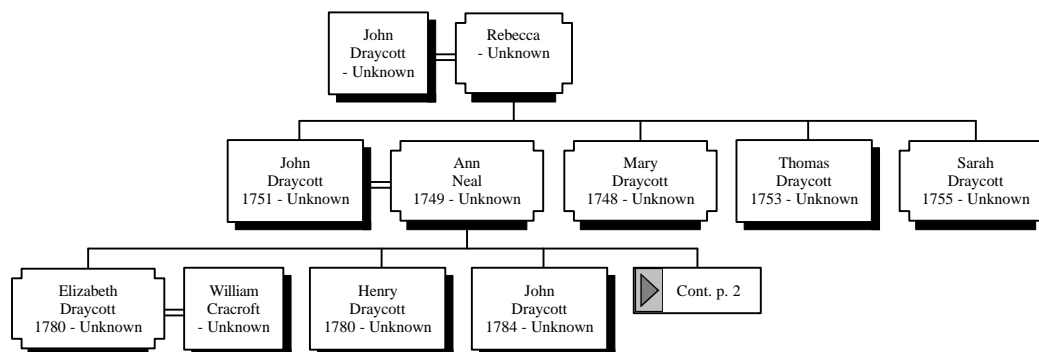 John
Draycott
- Unknown
Rebecca
- Unknown
John
Draycott
1751 - Unknown
Ann
Neal
1749 - Unknown
Mary
Draycott
1748 - Unknown
Thomas
Draycott
1753 - Unknown
Sarah
Draycott
1755 - Unknown
Elizabeth
Draycott
1780 - Unknown
William
Cracroft
- Unknown
Henry
Draycott
1780 - Unknown
John
Draycott
1784 - Unknown
Cont. p. 2